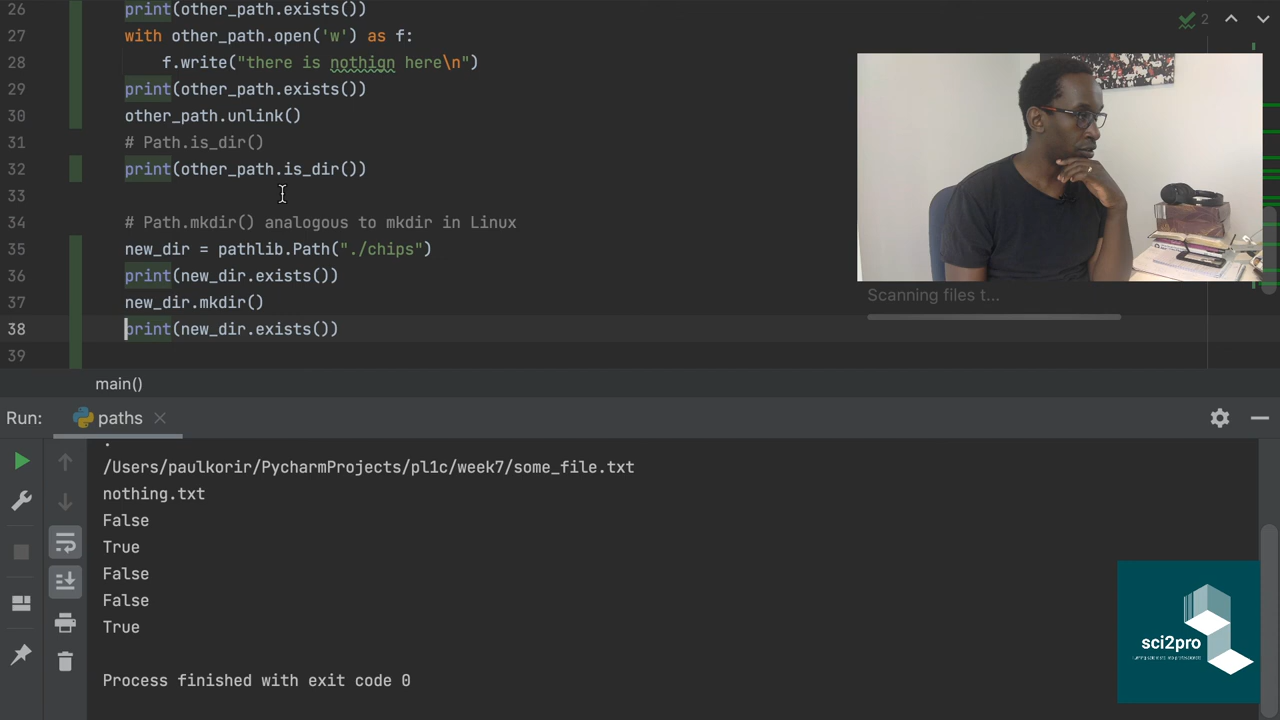 26 print(other_path.exists())
27 with other_path.open('w') as f:
28 f.write("there is nothign here\n")
29 print(other_path.exists())
30 other_path.unlink()
31 # Path.is_dir()
32 print(other_path.is_dir())
33
34 # Path.mkdir() analogous to mkdir in Linux
35 new_dir = pathlib.Path("./chips")
36 print(new_dir.exists())
37 new_dir.mkdir()
38 print(new_dir.exists())
39
2
Scanning files t...
main()
Run: paths
.
/Users/paulkorir/PycharmProjects/pl1c/week7/some_file.txt
nothing.txt
False
True
False
False
True
Process finished with exit code 0
sci2pro